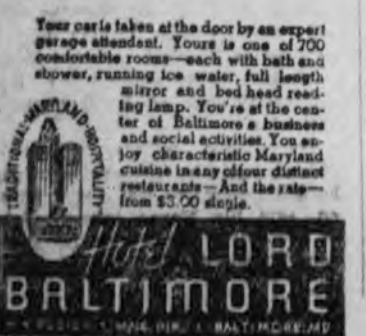 Your car is taken at the door by an expert
garage attendant. Yours is one of 700
comfortable rooms—each with bath and
shower, running ice water, full length
mirror and bed head read-
ing lamp. You're at the cen-
ter of Baltimore's business
and social activities. You en-
joy characteristic Maryland
cuisine in any of four distinct
restaurants—And the rate—
from $3.00 single.
TRADITIONAL MARYLAND HOSPITALITY
Hotel LORD
BALTIMORE
BALTIMORE, MD